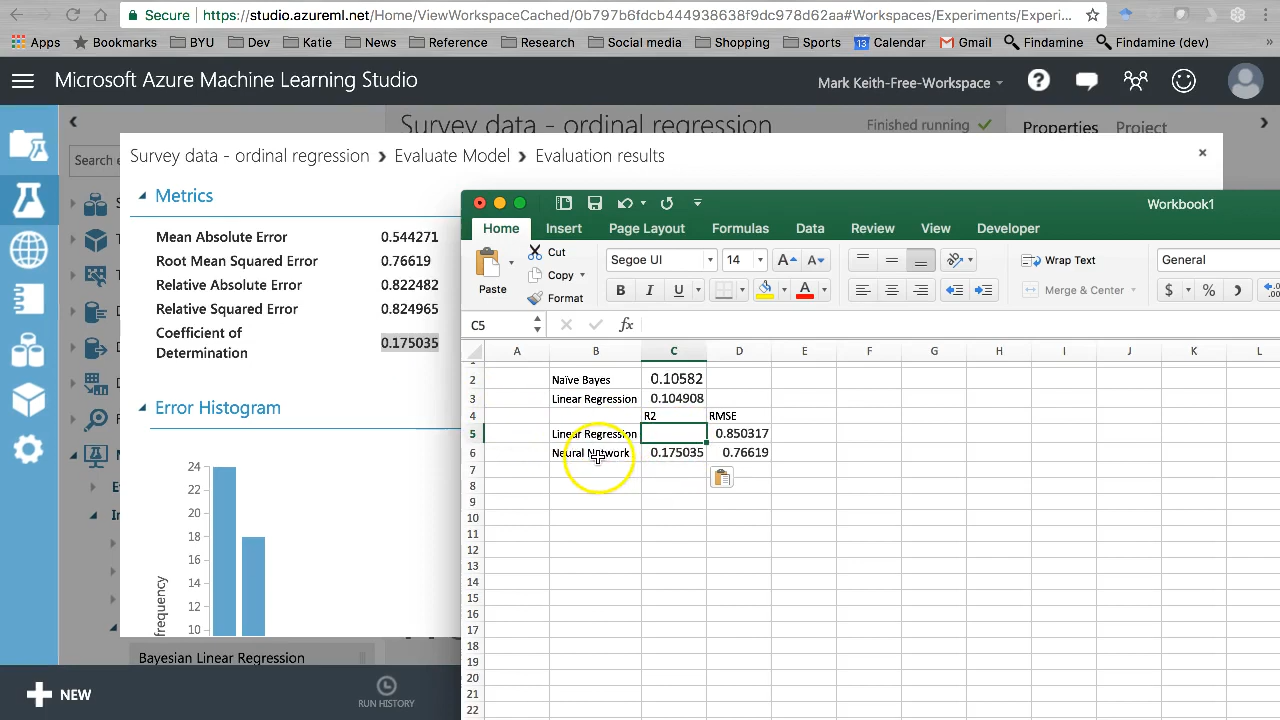 Secure https://studio.azureml.net/Home/ViewWorkspaceCached/0b797b6fdcb444938638f9dc978d62aa#Workspaces/Experiments/Experi...
Apps Bookmarks BYU Dev Katie News Reference Research Social media Shopping Sports 13 Calendar Gmail Findamine Findamine (dev) »
Microsoft Azure Machine Learning Studio
Mark Keith-Free-Workspace
Survey data - ordinal regression
Finished running
Properties Project
Search e
Survey data - ordinal regression > Evaluate Model > Evaluation results
Metrics
Mean Absolute Error 0.544271
Root Mean Squared Error 0.76619
Relative Absolute Error 0.822482
Relative Squared Error 0.824965
Coefficient of
Determination 0.175035
Error Histogram
24
22
20
18
16
14
12
10
frequency
Bayesian Linear Regression
NEW
RUN HISTORY
Workbook1
Home Insert Page Layout Formulas Data Review View Developer
Paste
Cut
Copy
Format
Segoe UI 14
A A
B I U A
Wrap Text
Merge & Center
General
$ % ,
C5 fx
A B C D E F G H I J K L
2 Naïve Bayes 0.10582
3 Linear Regression 0.104908
4 R2 RMSE
5 Linear Regression 0.850317
6 Neural Network 0.175035 0.76619
7
8
9
10
11
12
13
14
15
16
17
18
19
20
21
22